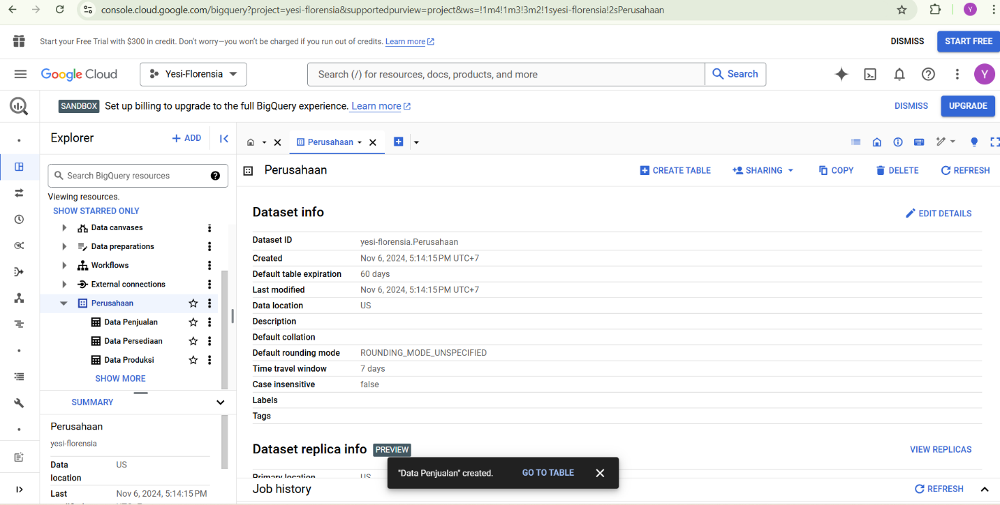 console.cloud.google.com/bigquery?project=yesi-florensia&supportedpurview=project&ws=!1m4!1m3!3m2!1syesi-florensia!2sPerusahaan
Y
Start your Free Trial with $300 in credit. Don't worry—you won't be charged if you run out of credits. Learn more
DISMISS
START FREE
Google Cloud
Yesi-Florensia
Search (/) for resources, docs, products, and more
Search
Y
SANDBOX Set up billing to upgrade to the full BigQuery experience. Learn more
DISMISS
UPGRADE
Explorer
+ ADD
Search BigQuery resources
Viewing resources.
SHOW STARRED ONLY
Data canvases
Data preparations
Workflows
External connections
Perusahaan
Data Penjualan
Data Persediaan
Data Produksi
SHOW MORE
SUMMARY
Perusahaan
yesi-florensia
Data location US
Last Nov 6, 2024, 5:14:15 PM
Perusahaan
Perusahaan
CREATE TABLE
SHARING
COPY
DELETE
REFRESH
Dataset info
EDIT DETAILS
Dataset ID yesi-florensia.Perusahaan
Created Nov 6, 2024, 5:14:15 PM UTC+7
Default table expiration 60 days
Last modified Nov 6, 2024, 5:14:15 PM UTC+7
Data location US
Description
Default collation
Default rounding mode ROUNDING_MODE_UNSPECIFIED
Time travel window 7 days
Case insensitive false
Labels
Tags
Dataset replica info PREVIEW
VIEW REPLICAS
Primary location US
"Data Penjualan" created. GO TO TABLE
Job history
REFRESH